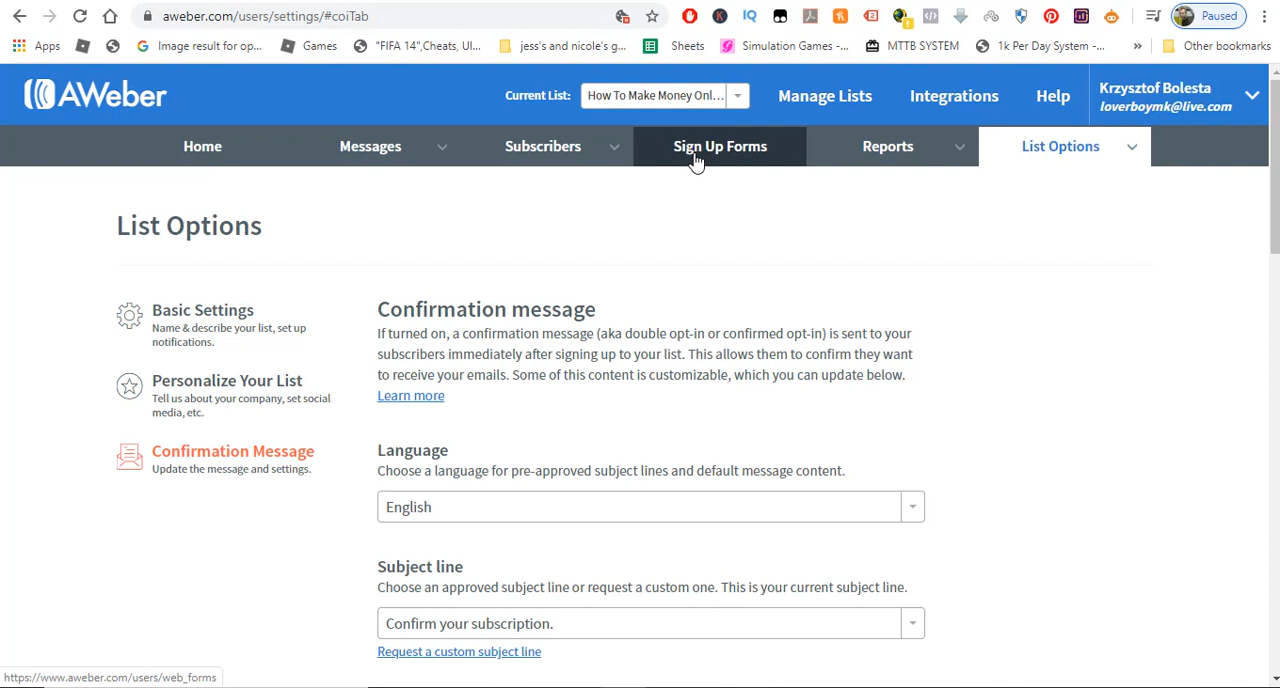 aweber.com/users/settings/#coiTab
Paused
Apps
Image result for op...
Games
"FIFA 14",Cheats, Ul...
jess's and nicole's g...
Sheets
Simulation Games -...
MTTB SYSTEM
1k Per Day System -...
»
Other bookmarks
AWeber
Current List:
How To Make Money Onl...
Manage Lists
Integrations
Help
Krzysztof Bolesta
loverboymk@live.com
Home
Messages
Subscribers
Sign Up Forms
Reports
List Options
List Options
Basic Settings
Name & describe your list, set up
notifications.
Personalize Your List
Tell us about your company, set social
media, etc.
Confirmation Message
Update the message and settings.
Confirmation message
If turned on, a confirmation message (aka double opt-in or confirmed opt-in) is sent to your
subscribers immediately after signing up to your list. This allows them to confirm they want
to receive your emails. Some of this content is customizable, which you can update below.
Learn more
Language
Choose a language for pre-approved subject lines and default message content.
English
Subject line
Choose an approved subject line or request a custom one. This is your current subject line.
Confirm your subscription.
Request a custom subject line
https://www.aweber.com/users/web_forms